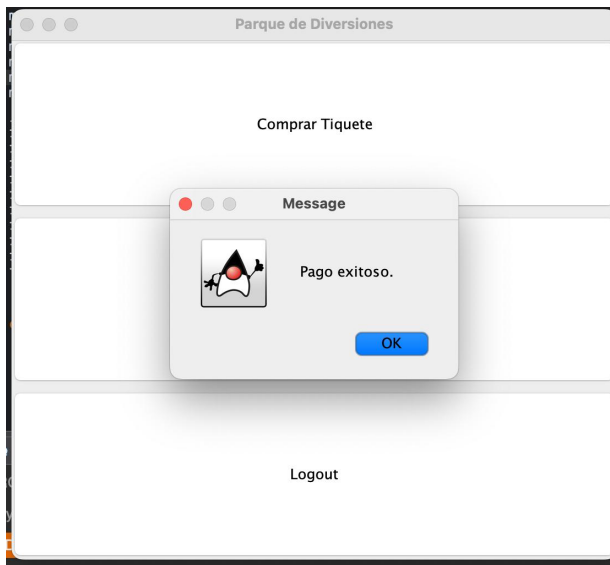 Parque de Diversiones
Comprar Tiquete
Message
Pago exitoso.
OK
Logout